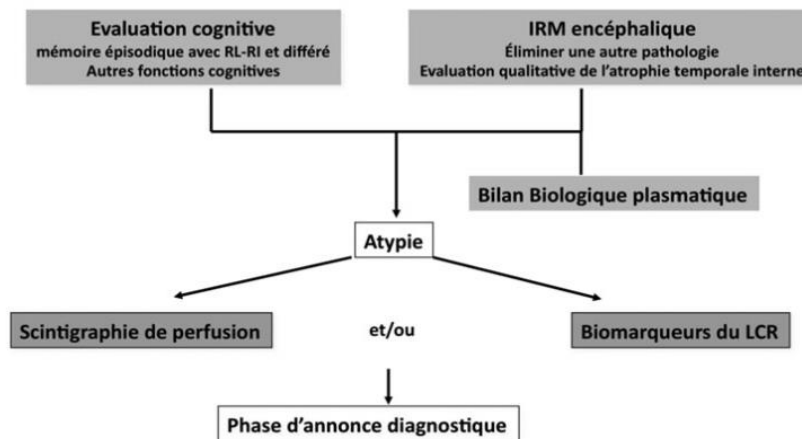 Evaluation cognitive
mémoire épisodique avec RL-RI et différé
Autres fonctions cognitives
IRM encéphalique
Éliminer une autre pathologie
Evaluation qualitative de l'atrophie temporale interne
Bilan Biologique plasmatique
Atypie
Scintigraphie de perfusion
et/ou
Biomarqueurs du LCR
Phase d'annonce diagnostique